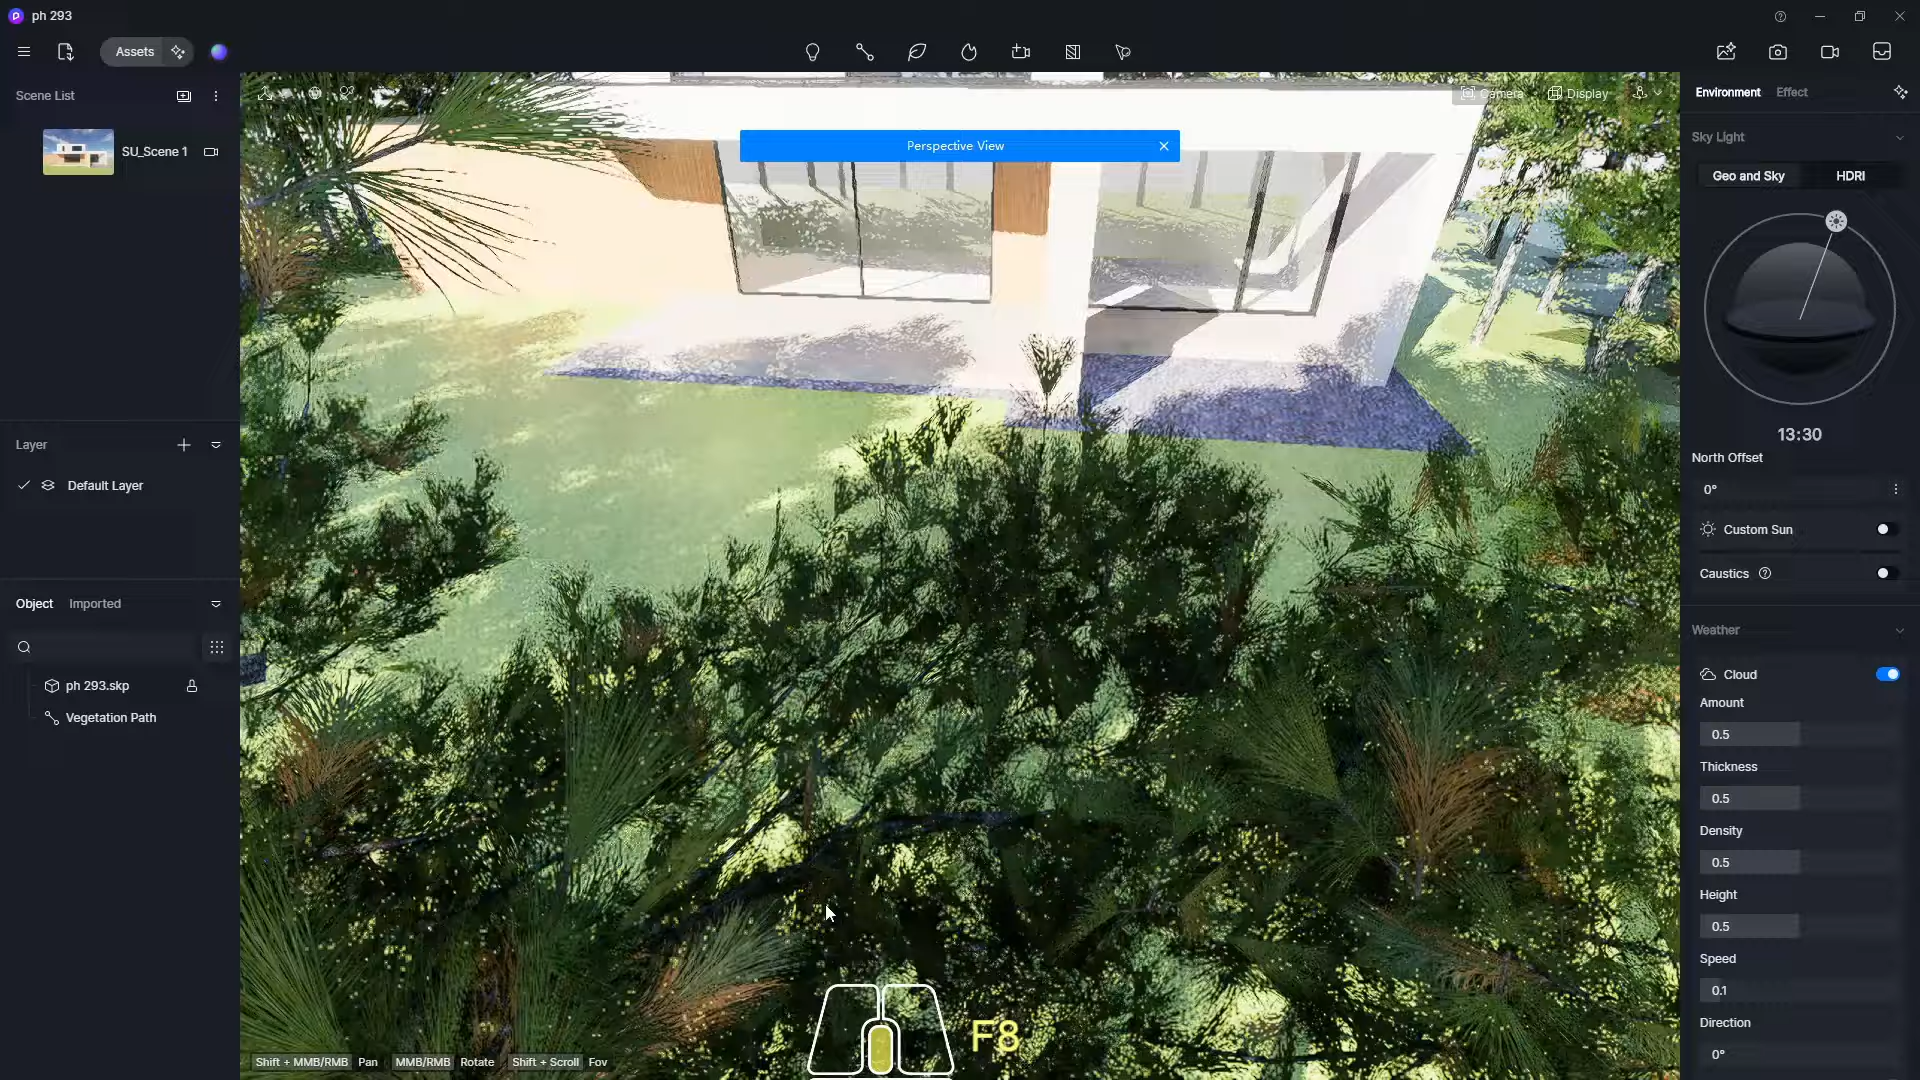 ph 293
Assets
Scene List
SU_Scene 1
Layer
Default Layer
Object Imported
ph 293.skp
Vegetation Path
Camera
Display
Perspective View
Shift + MMB/RMB Pan MMB/RMB Rotate Shift + Scroll Fov
F8
Environment Effect
Sky Light
Geo and Sky HDRI
13:30
North Offset
0°
Custom Sun
Caustics
Weather
Cloud
Amount
0.5
Thickness
0.5
Density
0.5
Height
0.5
Speed
0.1
Direction
0°